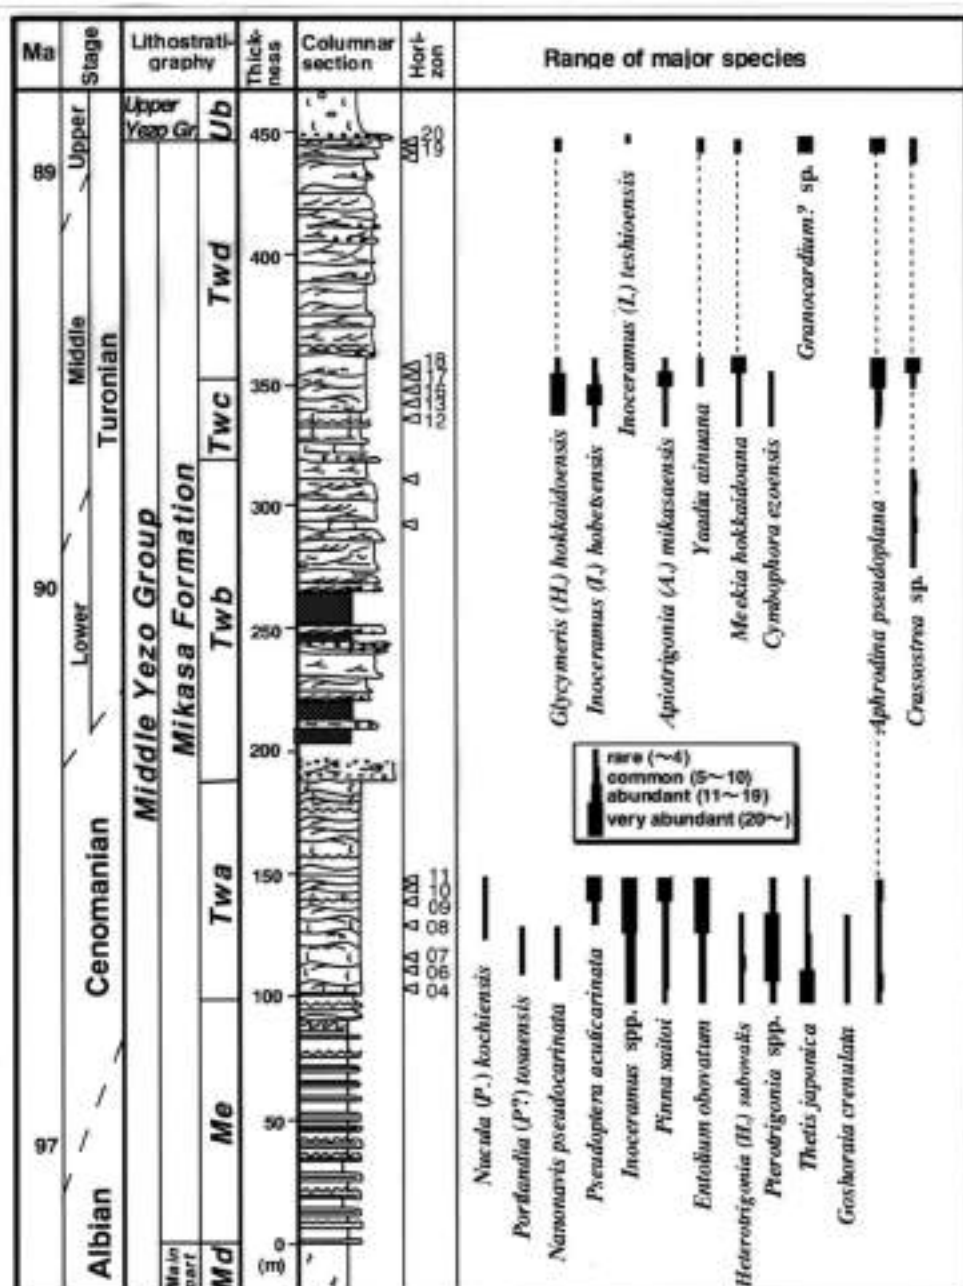 Ma
Stage
Lithostrati-
graphy
Thick-
ness
Columnar
section
Hori-
zon
Range of major species
89
90
97
Upper
Middle
Lower
Turonian
Cenomanian
Albian
Upper
Yezo Gr.
Middle Yezo Group
Mikasa Formation
Main
part
Ub
Twd
Twc
Twb
Twa
Me
Md
450
400
350
300
250
200
150
100
50
0
(m)
20
19
18
17
12
11
10
09
08
07
06
04
Glycymeris (H.) hokkaidoensis
Inoceramus (I.) hobetsensis
Inoceramus (I.) teshioensis
Apiotrigonia (A.) mikasaensis
Yaadia ainuana
Meekia hokkaidoana
Cymbophora ezoensis
Granocardium? sp.
Aphrodina pseudoplana
Crassostrea sp.
rare (~4)
common (5~10)
abundant (11~19)
very abundant (20~)
Nucula (P.) kochiensis
Portlandia (P?) tosaensis
Nanonavis pseudocarinata
Pseudoptera acuticarinata
Inoceramus spp.
Pinna saitoi
Entolium obovatum
Heterotrigonia (H.) subovalis
Pterotrigonia spp.
Thetis japonica
Goshoraia crenulata